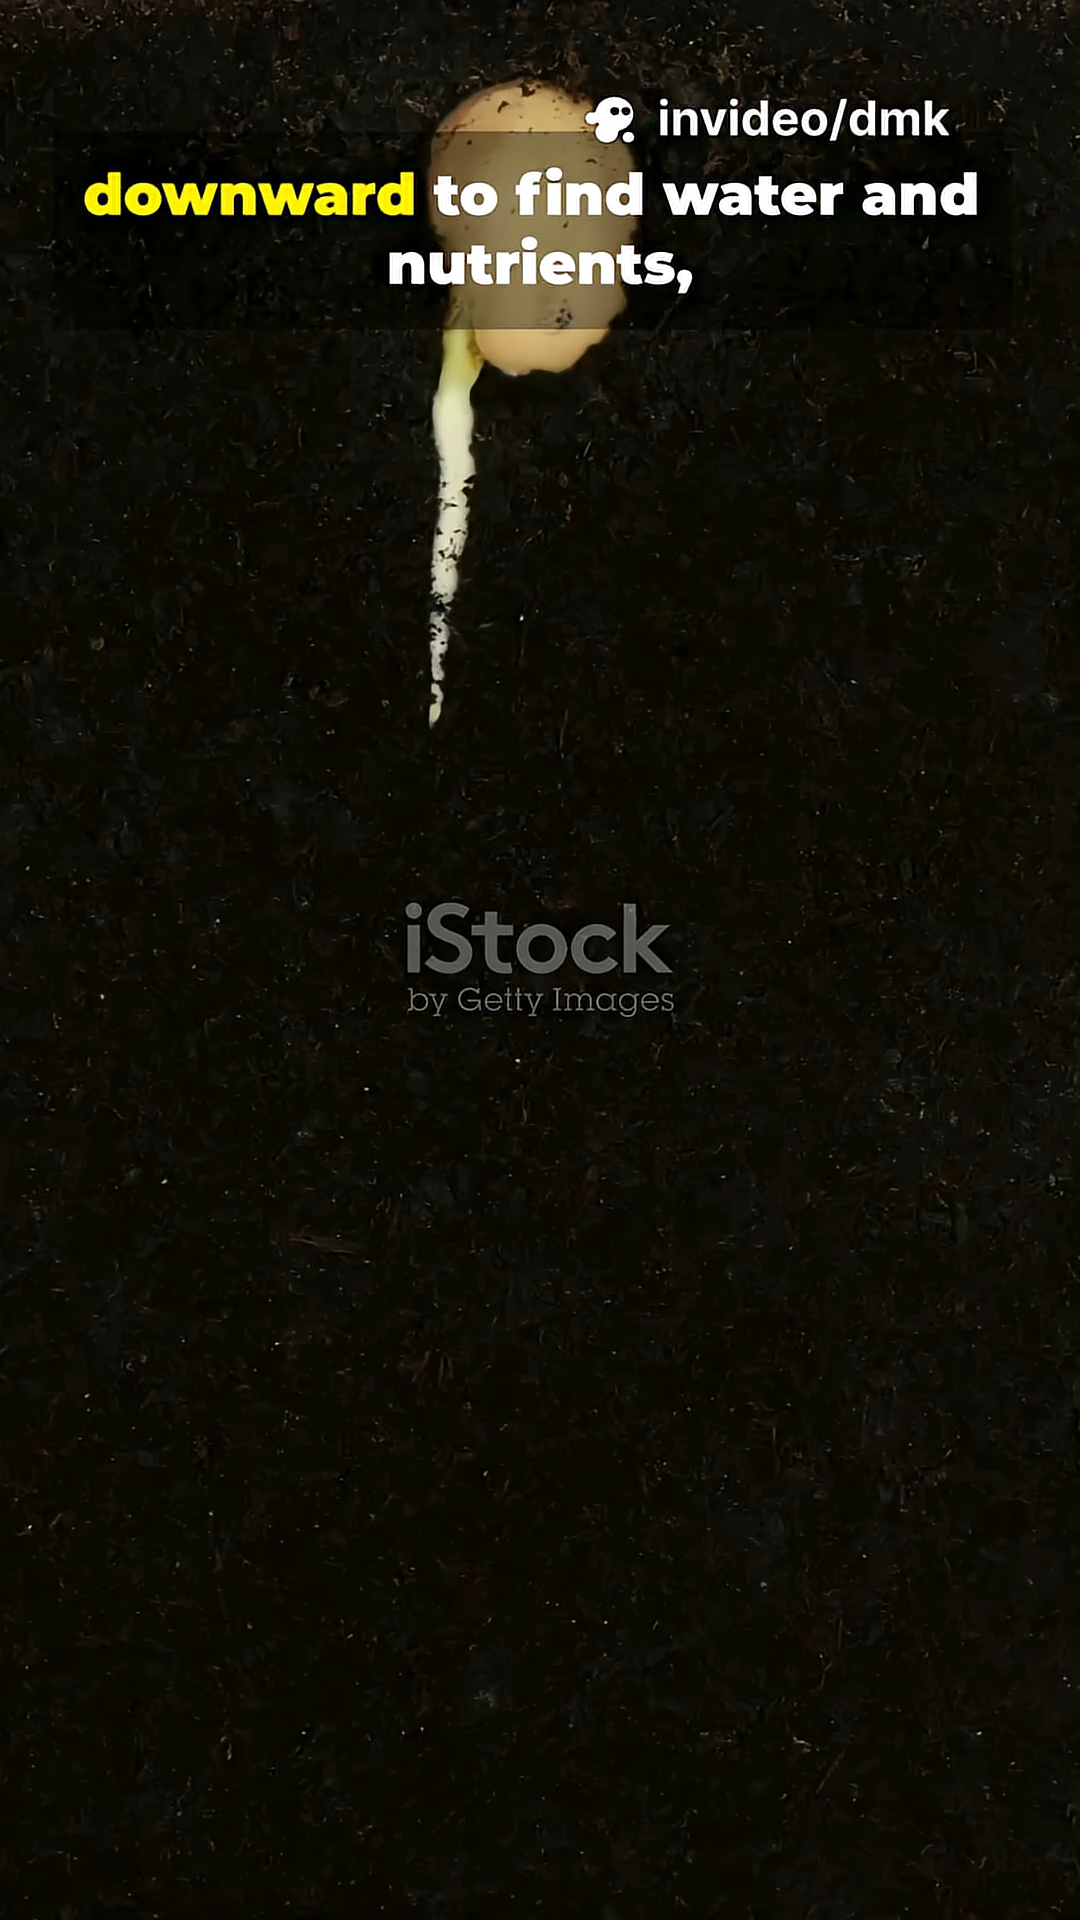 invideo/dmk
downward to find water and
nutrients,
iStock
by Getty Images